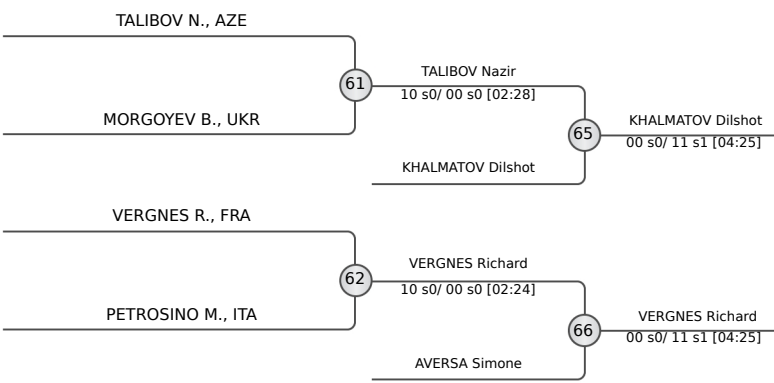 TALIBOV N., AZE
61
MORGOYEV B., UKR
TALIBOV Nazir
10 s0/ 00 s0 [02:28]
65
KHALMATOV Dilshot
KHALMATOV Dilshot
00 s0/ 11 s1 [04:25]
VERGNES R., FRA
62
PETROSINO M., ITA
VERGNES Richard
10 s0/ 00 s0 [02:24]
66
AVERSA Simone
VERGNES Richard
00 s0/ 11 s1 [04:25]